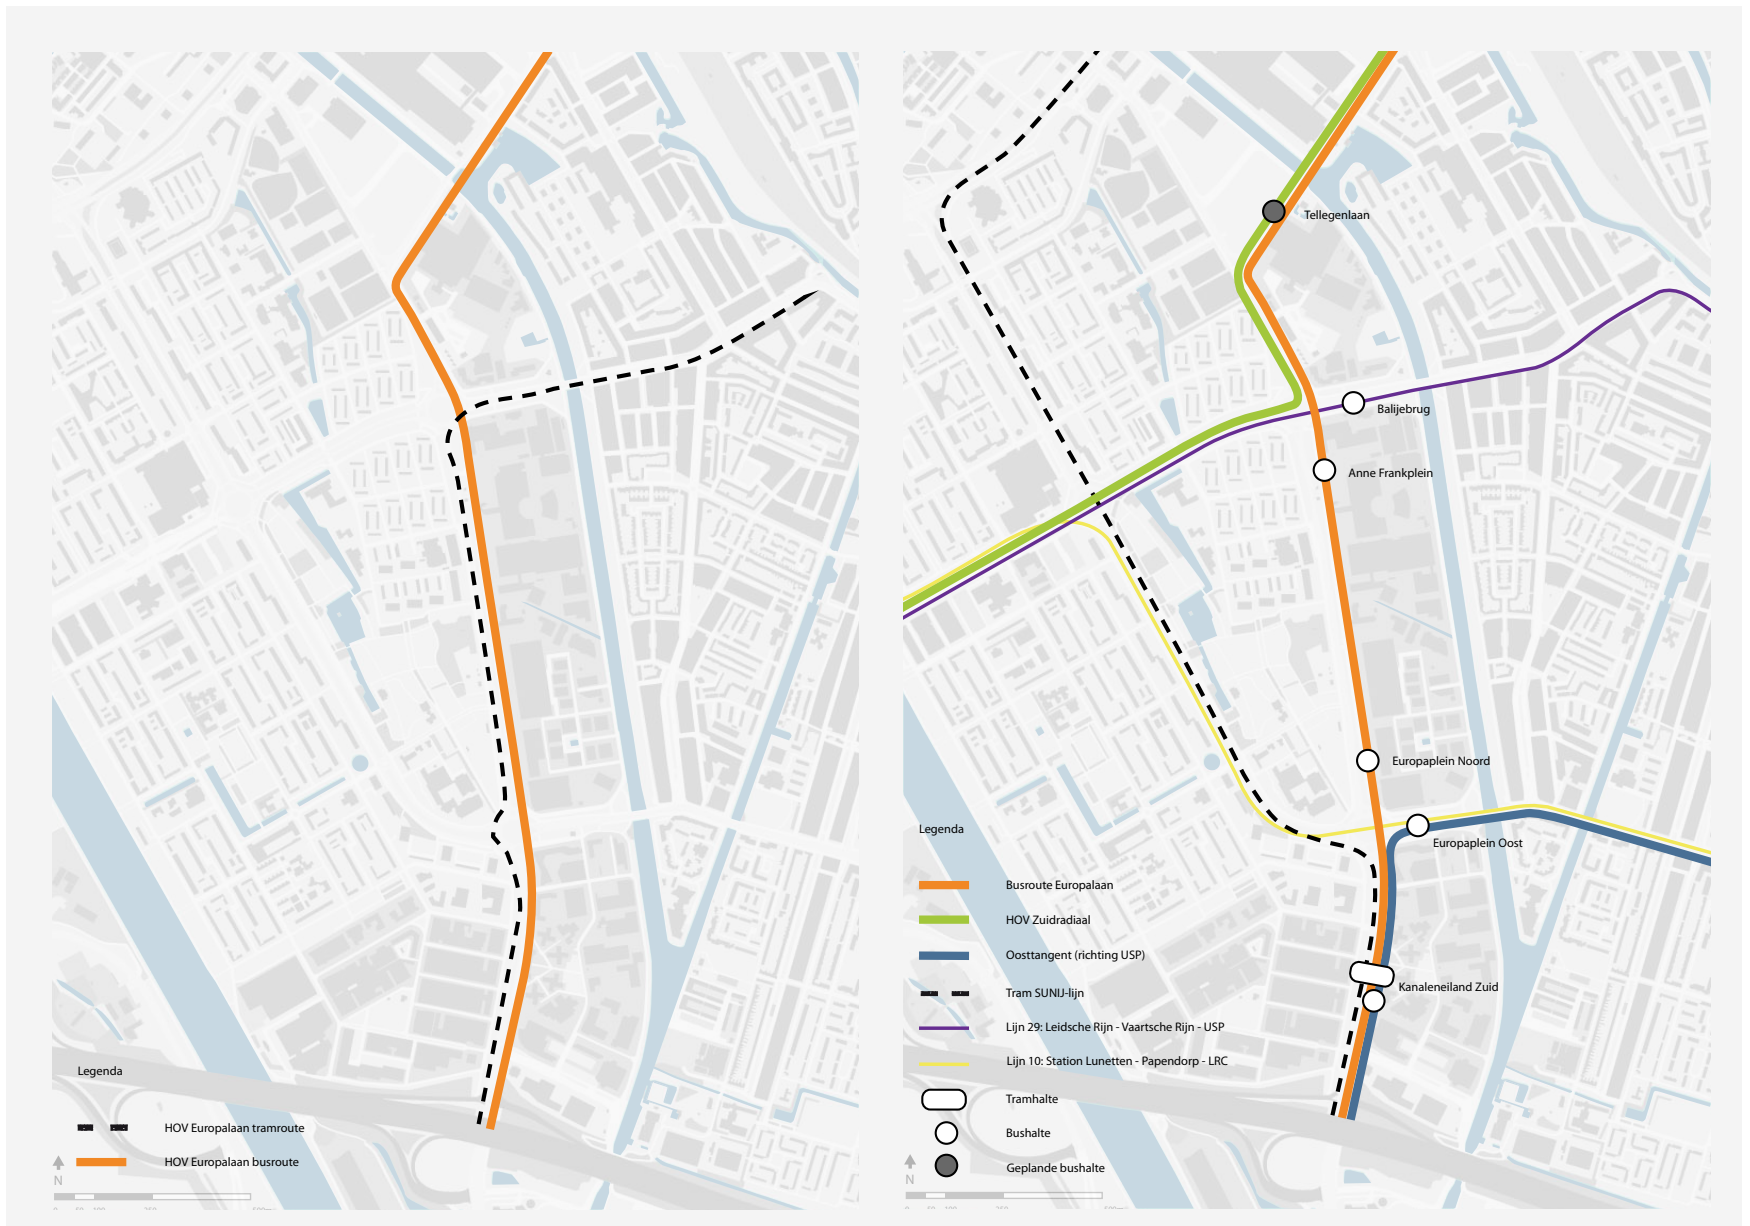 Legenda
HOV Europalaan tramroute
HOV Europalaan busroute
N
Tellegenlaan
Balijebrug
Anne Frankplein
Europaplein Noord
Europaplein Oost
Kanaleneiland Zuid
Legenda
Busroute Europalaan
HOV Zuidradiaal
Oosttangent (richting USP)
Tram SUNIJ-lijn
Lijn 29: Leidsche Rijn - Vaartsche Rijn - USP
Lijn 10: Station Lunetten - Papendorp - LRC
Tramhalte
Bushalte
Geplande bushalte
N